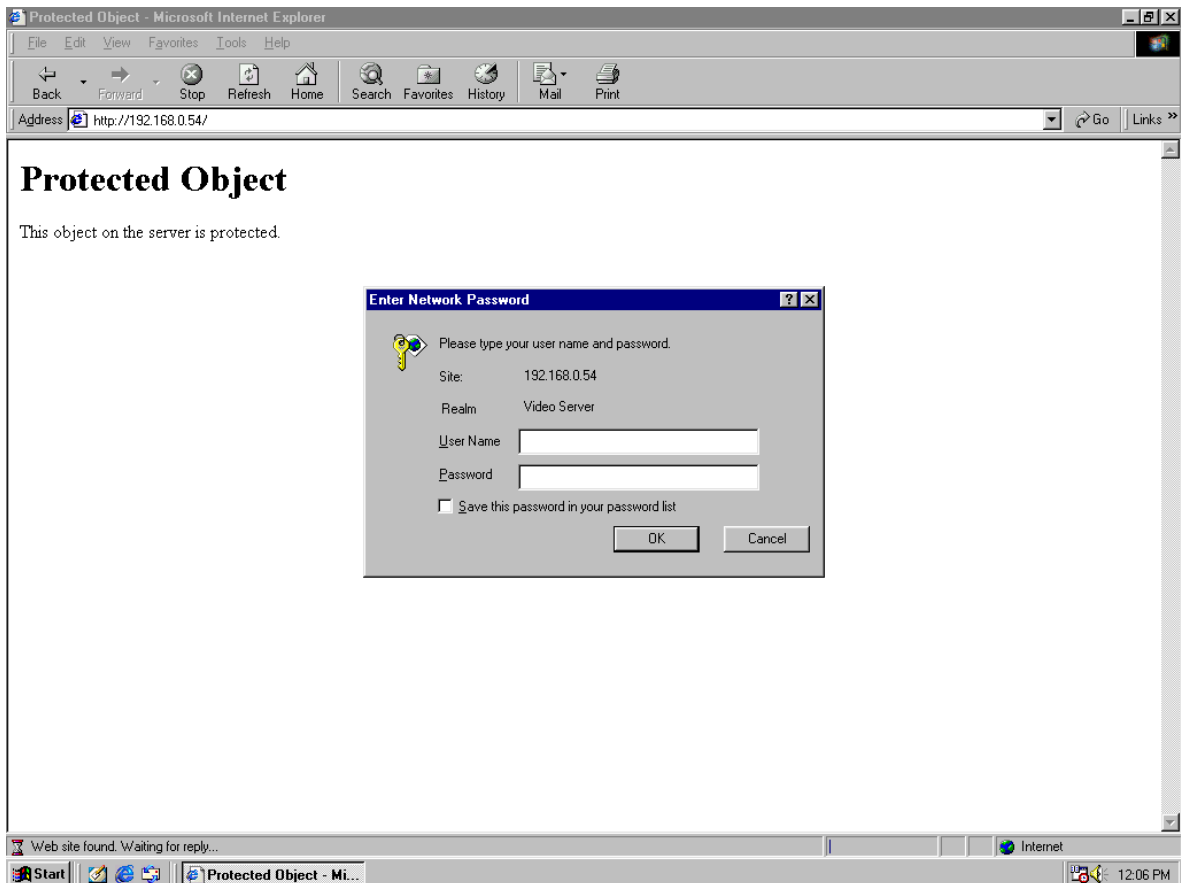 Protected Object - Microsoft Internet Explorer
File Edit View Favorites Tools Help
Back Forward Stop Refresh Home Search Favorites History Mail Print
Address http://192.168.0.54/ Go Links »
Protected Object
This object on the server is protected.
Enter Network Password
Please type your user name and password.
Site: 192.168.0.54
Realm Video Server
User Name
Password
Save this password in your password list
OK Cancel
Web site found. Waiting for reply... Internet
Start Protected Object - Mi... 12:06 PM